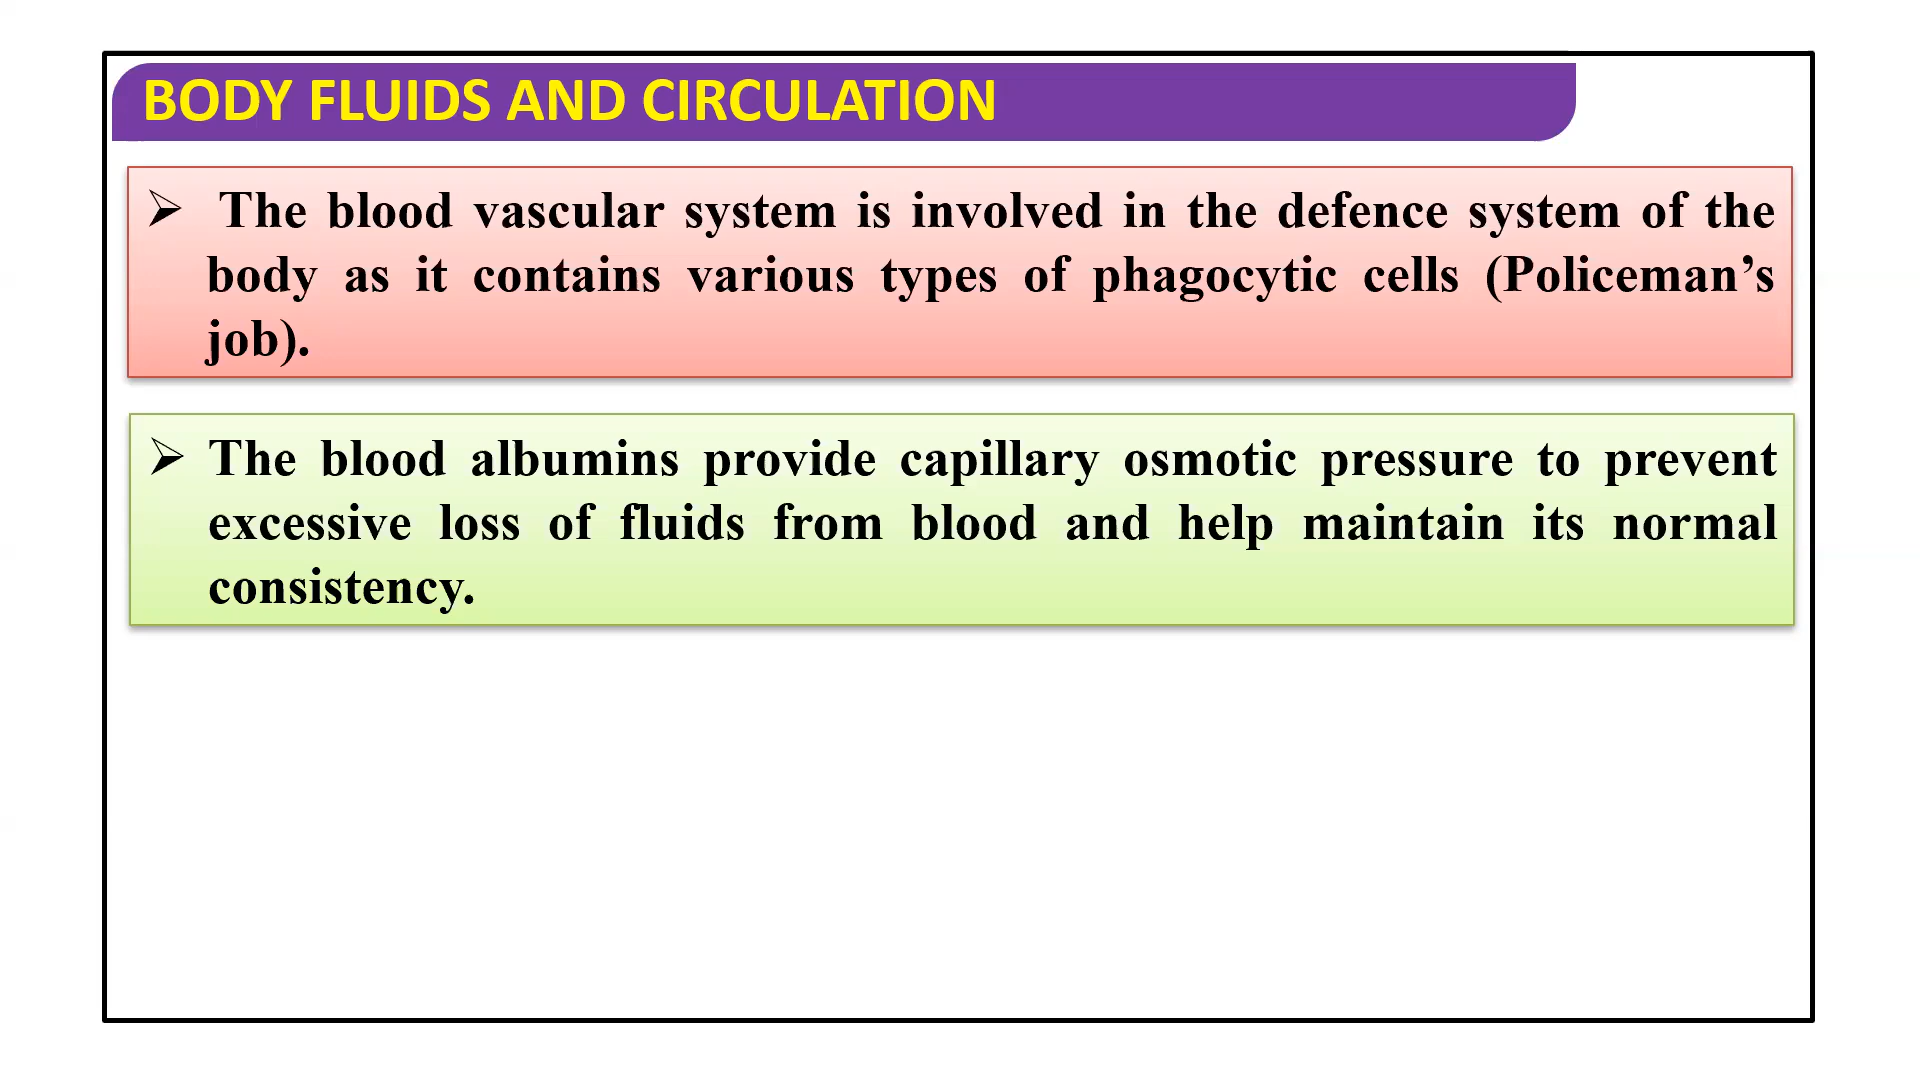 BODY FLUIDS AND CIRCULATION
➢ The blood vascular system is involved in the defence system of the
body as it contains various types of phagocytic cells (Policeman’s
job).
➢ The blood albumins provide capillary osmotic pressure to prevent
excessive loss of fluids from blood and help maintain its normal
consistency.